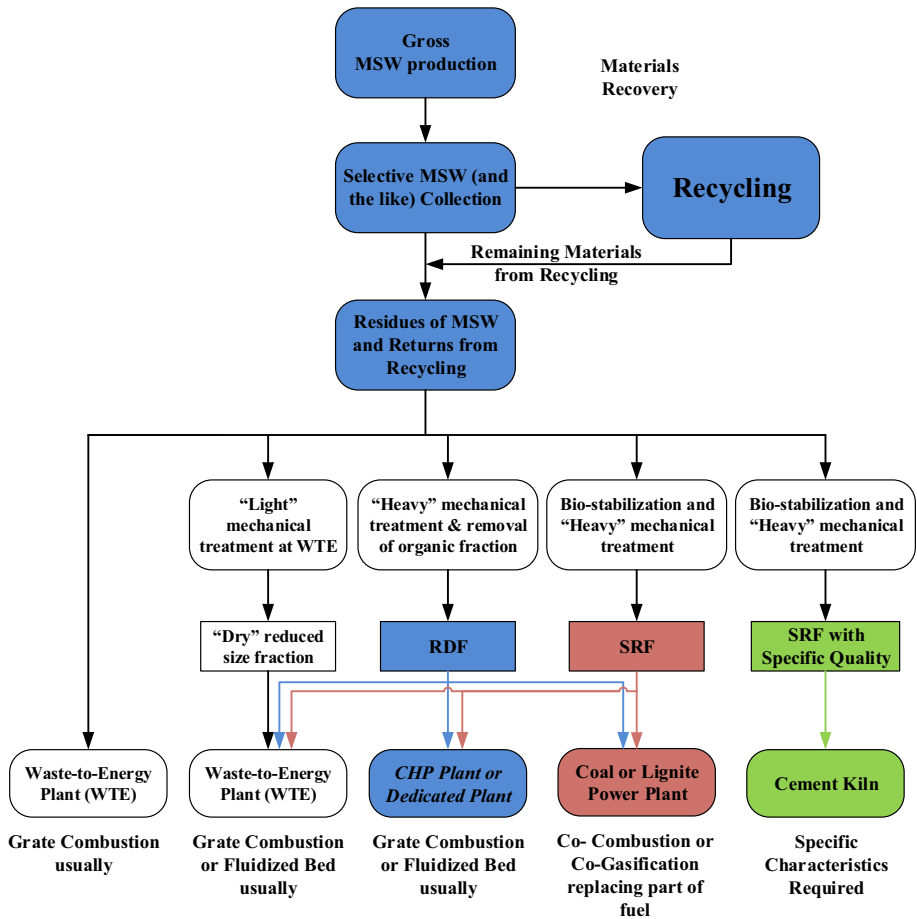 Gross
MSW production
Materials
Recovery
Selective MSW (and
the like) Collection
Recycling
Remaining Materials
from Recycling
Residues of MSW
and Returns from
Recycling
“Light”
mechanical
treatment at WTE
“Heavy” mechanical
treatment & removal
of organic fraction
Bio-stabilization and
“Heavy” mechanical
treatment
Bio-stabilization and
“Heavy” mechanical
treatment
“Dry” reduced
size fraction
RDF
SRF
SRF with
Specific Quality
Waste-to-Energy
Plant (WTE)
Waste-to-Energy
Plant (WTE)
CHP Plant or
Dedicated Plant
Coal or Lignite
Power Plant
Cement Kiln
Grate Combustion
usually
Grate Combustion
or Fluidized Bed
usually
Grate Combustion
or Fluidized Bed
usually
Co- Combustion or
Co-Gasification
replacing part of
fuel
Specific
Characteristics
Required